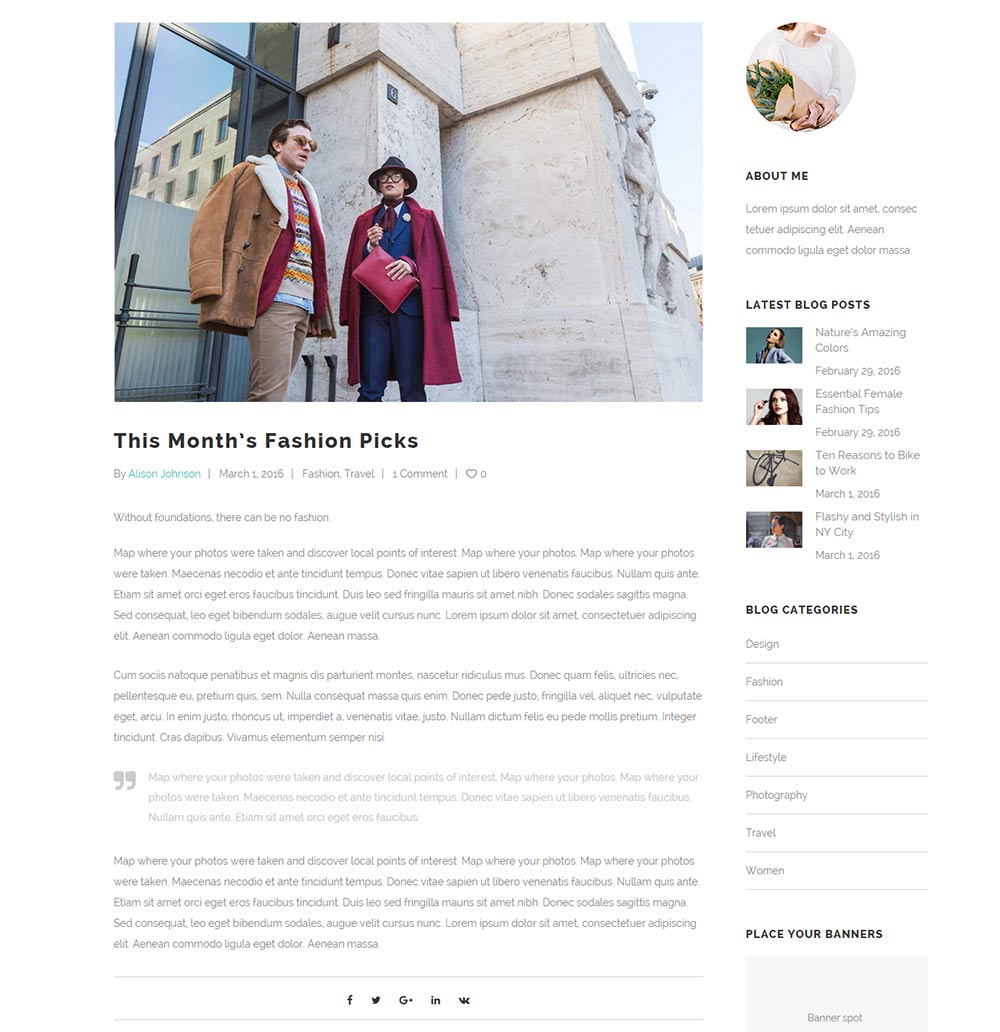 This Month's Fashion Picks
By Alison Johnson | March 1, 2016 | Fashion, Travel | 1 Comment | 0
Without foundations, there can be no fashion.
Map where your photos were taken and discover local points of interest. Map where your photos. Map where your photos
were taken. Maecenas necodio et ante tincidunt tempus. Donec vitae sapien ut libero venenatis faucibus. Nullam quis ante.
Etiam sit amet orci eget eros faucibus tincidunt. Duis leo sed fringilla mauris sit amet nibh. Donec sodales sagittis magna.
Sed consequat, leo eget bibendum sodales, augue velit cursus nunc. Lorem ipsum dolor sit amet, consectetuer adipiscing
elit. Aenean commodo ligula eget dolor. Aenean massa.
Cum sociis natoque penatibus et magnis dis parturient montes, nascetur ridiculus mus. Donec quam felis, ultricies nec,
pellentesque eu, pretium quis, sem. Nulla consequat massa quis enim. Donec pede justo, fringilla vel, aliquet nec, vulputate
eget, arcu. In enim justo, rhoncus ut, imperdiet a, venenatis vitae, justo. Nullam dictum felis eu pede mollis pretium. Integer
tincidunt. Cras dapibus. Vivamus elementum semper nisi.
Map where your photos were taken and discover local points of interest. Map where your photos. Map where your
photos were taken. Maecenas necodio et ante tincidunt tempus. Donec vitae sapien ut libero venenatis faucibus.
Nullam quis ante. Etiam sit amet orci eget eros faucibus.
Map where your photos were taken and discover local points of interest. Map where your photos. Map where your photos
were taken. Maecenas necodio et ante tincidunt tempus. Donec vitae sapien ut libero venenatis faucibus. Nullam quis ante.
Etiam sit amet orci eget eros faucibus tincidunt. Duis leo sed fringilla mauris sit amet nibh. Donec sodales sagittis magna.
Sed consequat, leo eget bibendum sodales, augue velit cursus nunc. Lorem ipsum dolor sit amet, consectetuer adipiscing
elit. Aenean commodo ligula eget dolor. Aenean massa.
ABOUT ME
Lorem ipsum dolor sit amet, consec
tetuer adipiscing elit. Aenean
commodo ligula eget dolor massa.
LATEST BLOG POSTS
Nature's Amazing
Colors
February 29, 2016
Essential Female
Fashion Tips
February 29, 2016
Ten Reasons to Bike
to Work
March 1, 2016
Flashy and Stylish in
NY City
March 1, 2016
BLOG CATEGORIES
Design
Fashion
Footer
Lifestyle
Photography
Travel
Women
PLACE YOUR BANNERS
Banner spot